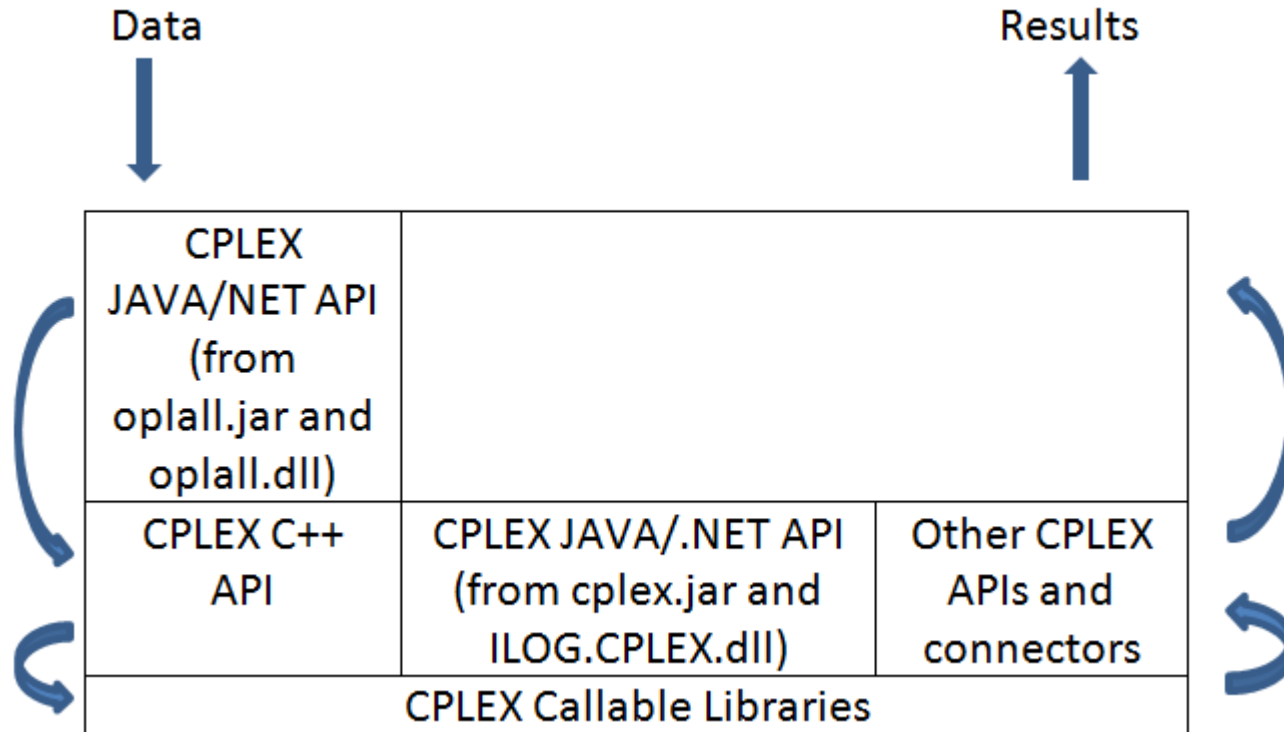 Data
Results
CPLEX
JAVA/NET API
(from
oplall.jar and
oplall.dll)
CPLEX C++
API
CPLEX JAVA/.NET API
(from cplex.jar and
ILOG.CPLEX.dll)
Other CPLEX
APIs and
connectors
CPLEX Callable Libraries